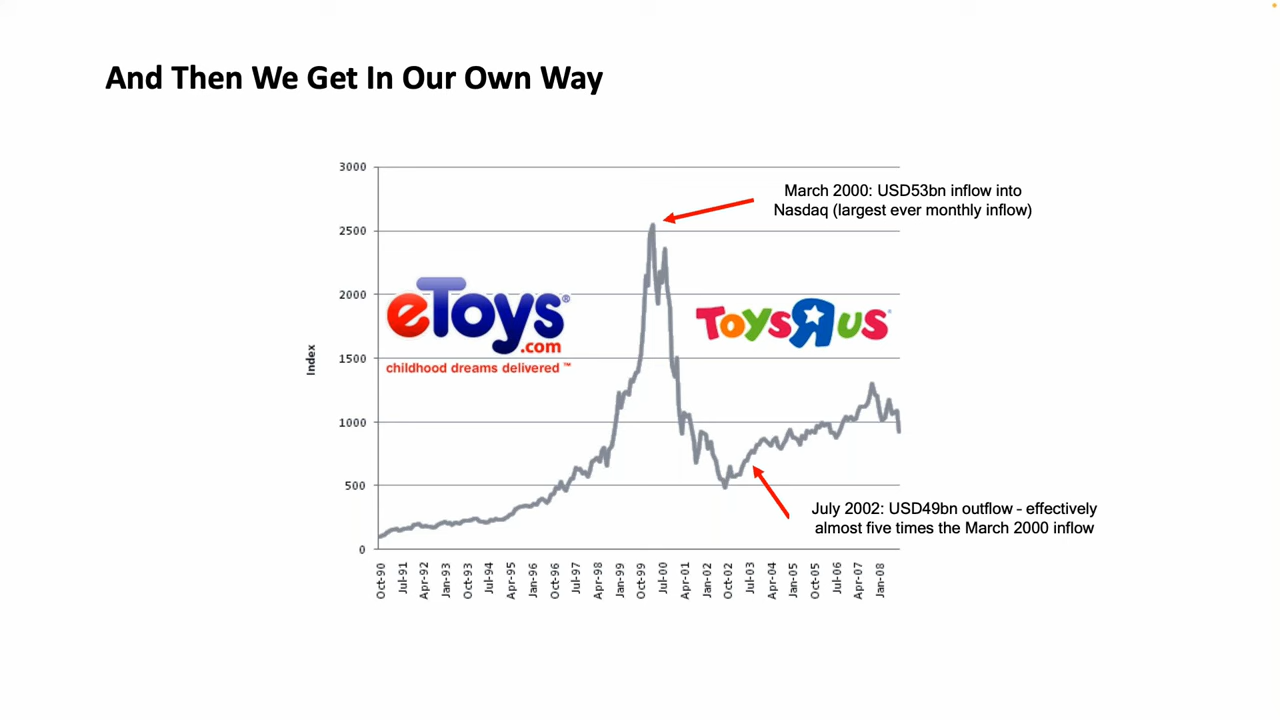 And Then We Get In Our Own Way
3000
2500
2000
1500
1000
500
0
Index
March 2000: USD53bn inflow into
Nasdaq (largest ever monthly inflow)
eToys®
.com
childhood dreams delivered ™
Toys R us
July 2002: USD49bn outflow – effectively
almost five times the March 2000 inflow
Oct-90
Jul-91
Apr-92
Jan-93
Oct-93
Jul-94
Apr-95
Jan-96
Oct-96
Jul-97
Apr-98
Jan-99
Oct-99
Jul-00
Apr-01
Jan-02
Oct-02
Jul-03
Apr-04
Jan-05
Oct-05
Jul-06
Apr-07
Jan-08